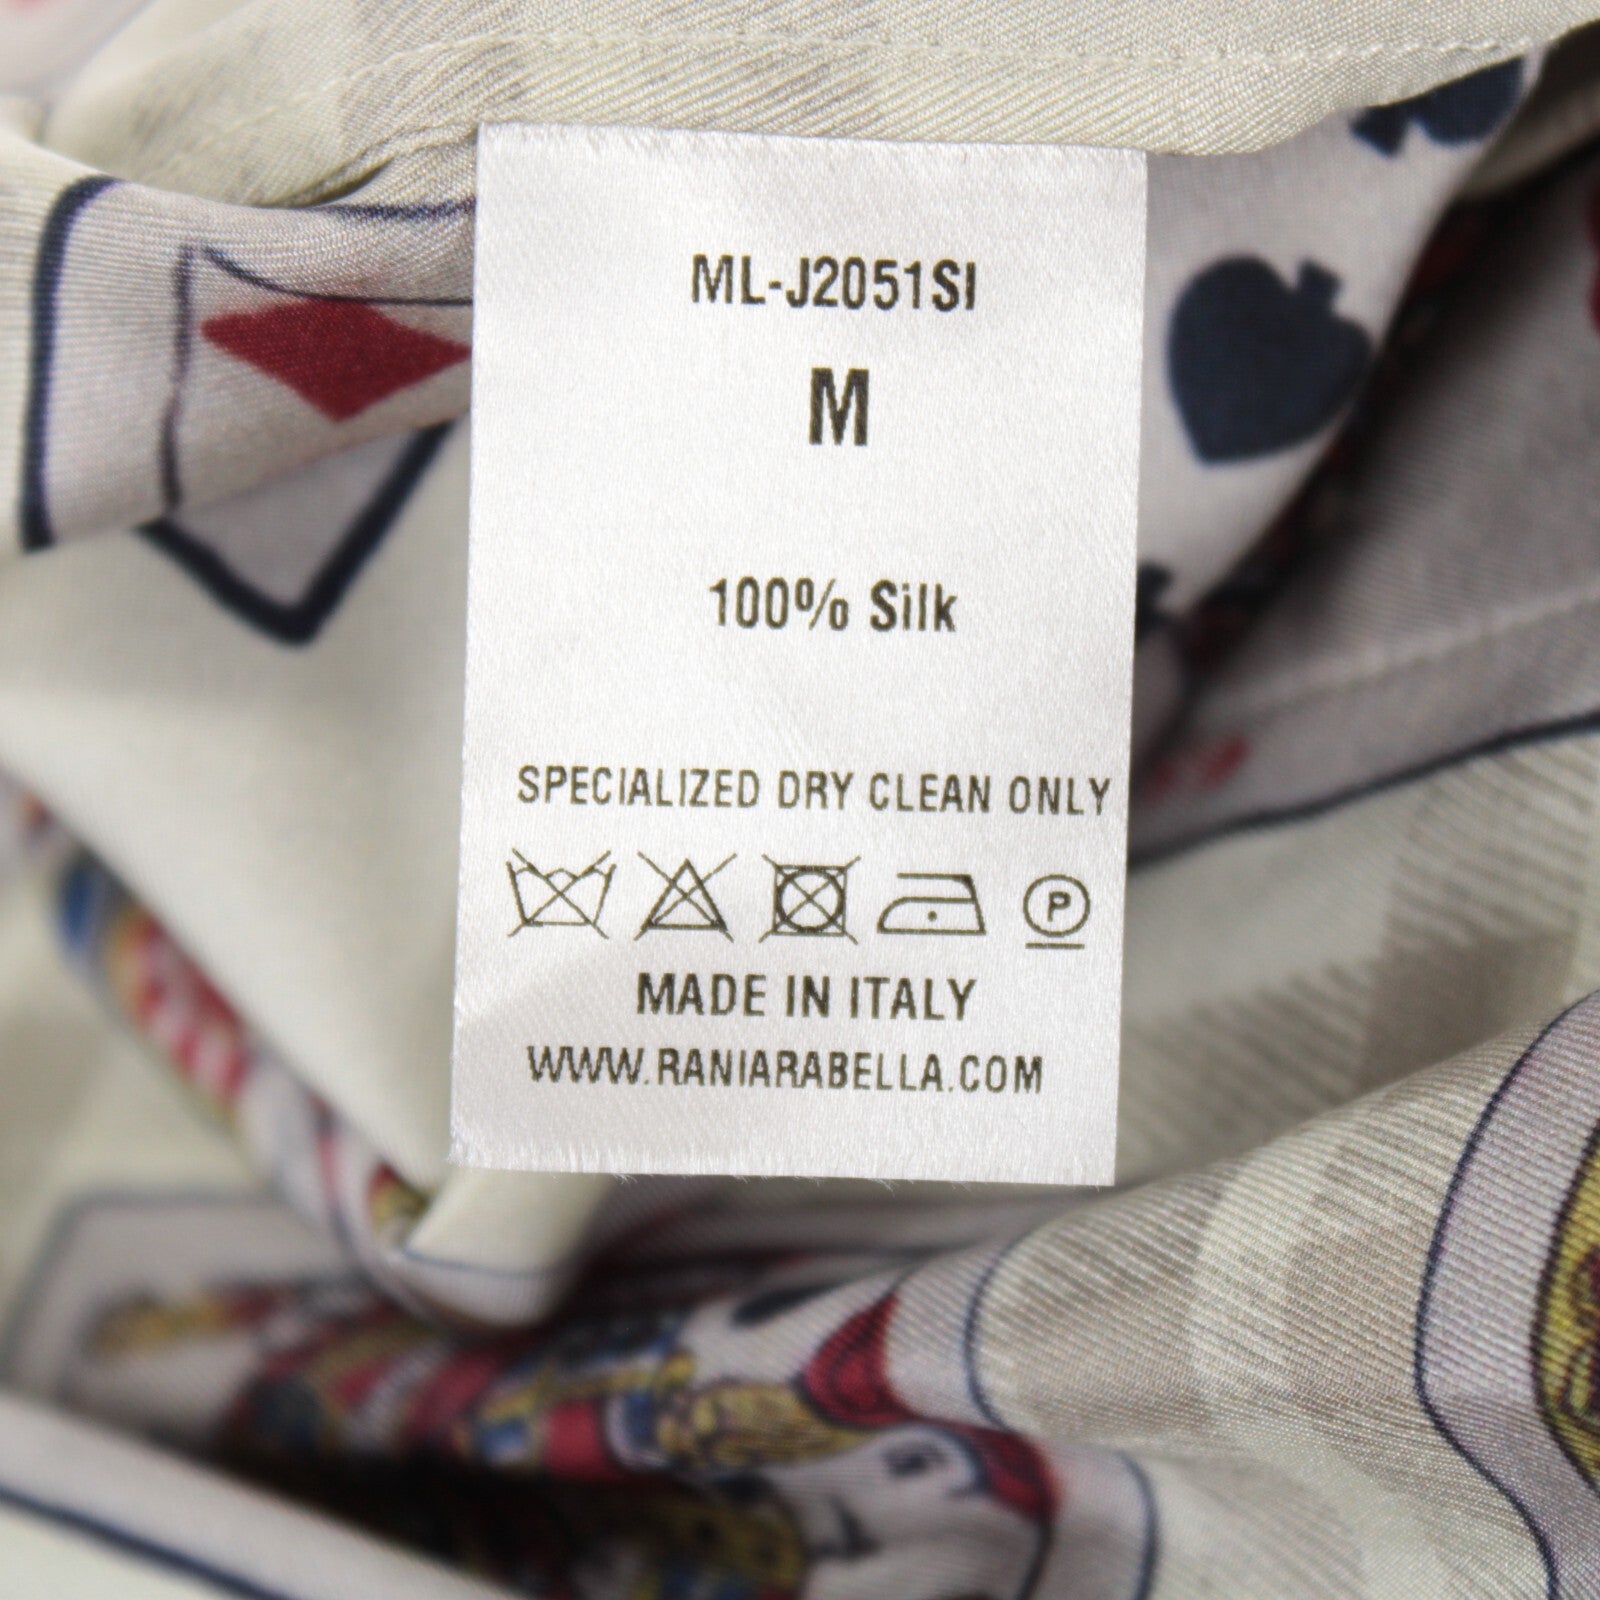 ML-J2051SI
M
100% Silk
SPECIALIZED DRY CLEAN ONLY
P
MADE IN ITALY
WWW.RANIARABELLA.COM